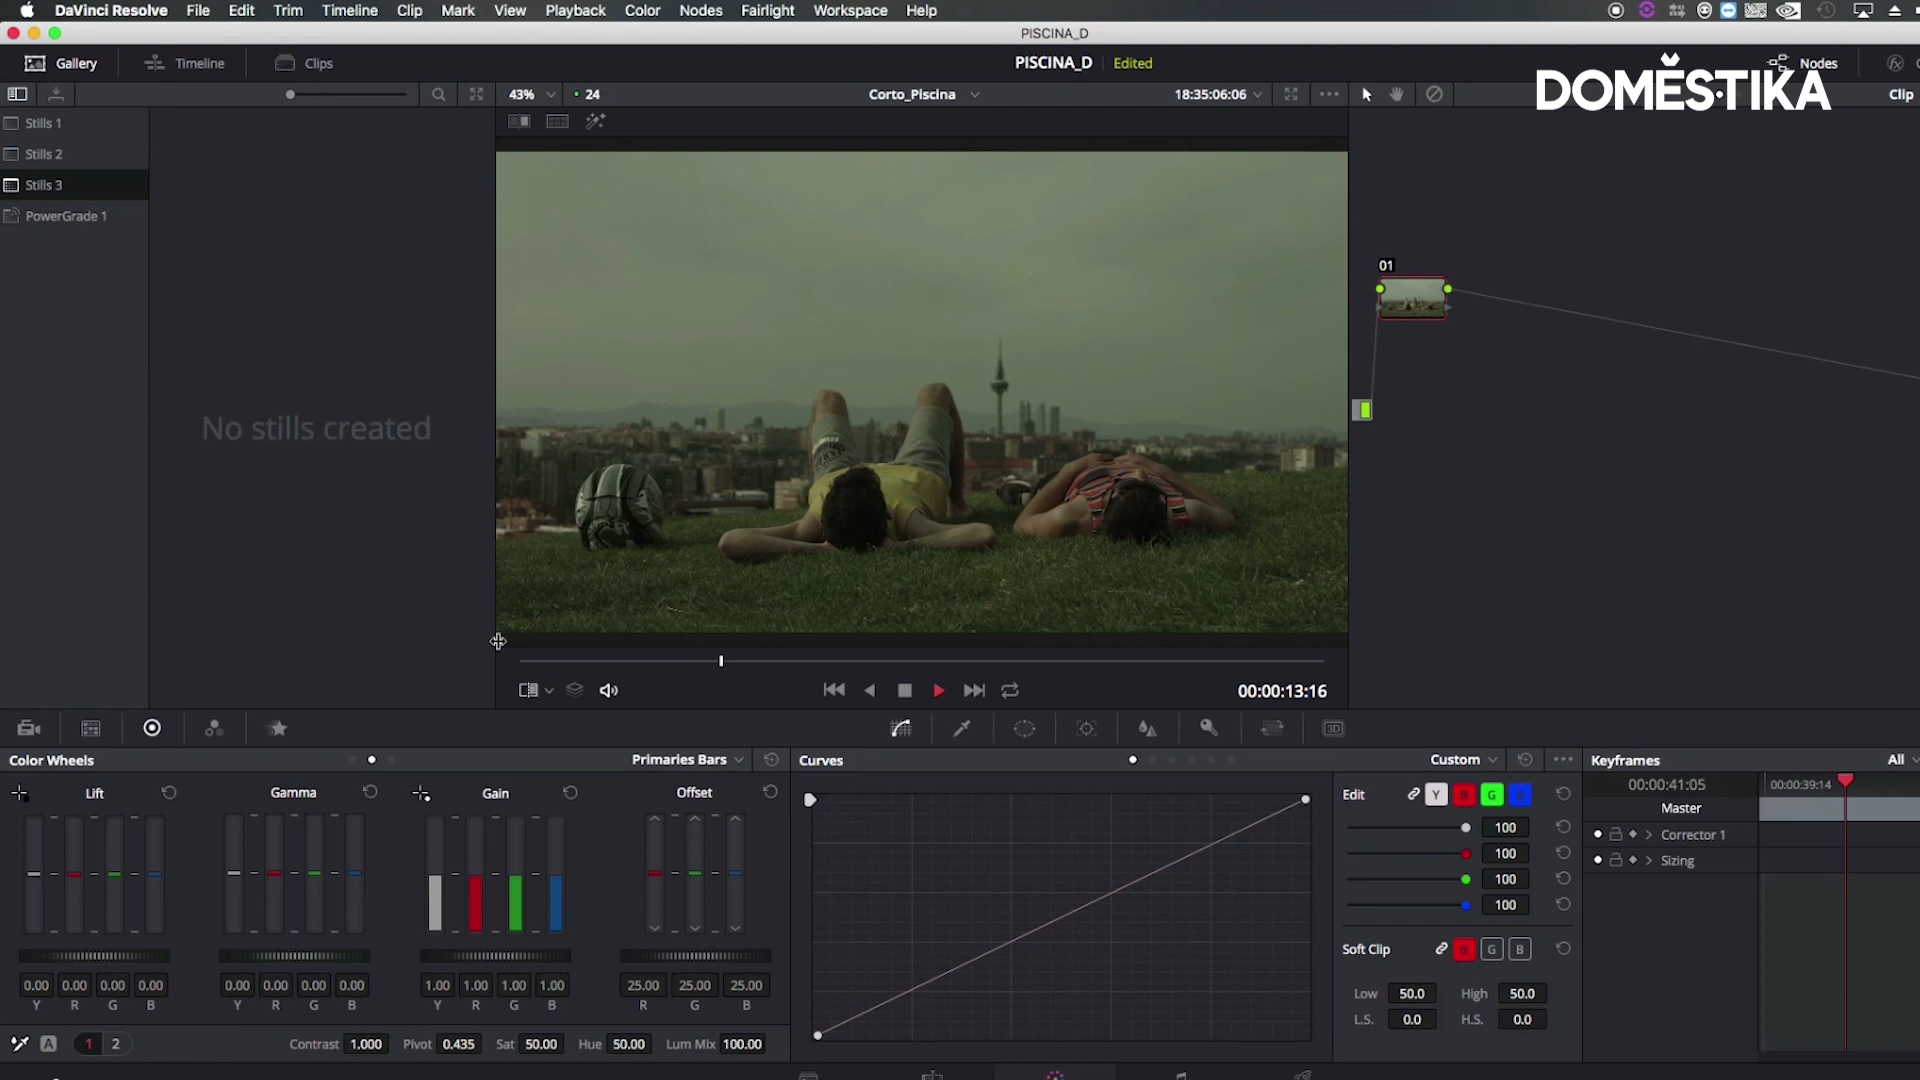 DaVinci Resolve File Edit Trim Timeline Clip Mark View Playback Color Nodes Fairlight Workspace Help
PISCINA_D
Gallery Timeline Clips PISCINA_D Edited Nodes fx
DOMESTIKA
43% 24 Corto_Piscina 18:35:06:06 Clip
Stills 1
Stills 2
Stills 3
PowerGrade 1
No stills created
01
00:00:13:16
3D
Color Wheels Primaries Bars Curves Custom Keyframes All
Lift Gamma Gain Offset Edit Y R G B 00:00:41:05 00:00:39:14
Master
100
Corrector 1
100
Sizing
100
100
Soft Clip R G B
0.00 0.00 0.00 0.00 0.00 0.00 0.00 0.00 1.00 1.00 1.00 1.00 25.00 25.00 25.00
Y R G B Y R G B Y R G B R G B
Low 50.0 High 50.0
L.S. 0.0 H.S. 0.0
A 1 2 Contrast 1.000 Pivot 0.435 Sat 50.00 Hue 50.00 Lum Mix 100.00